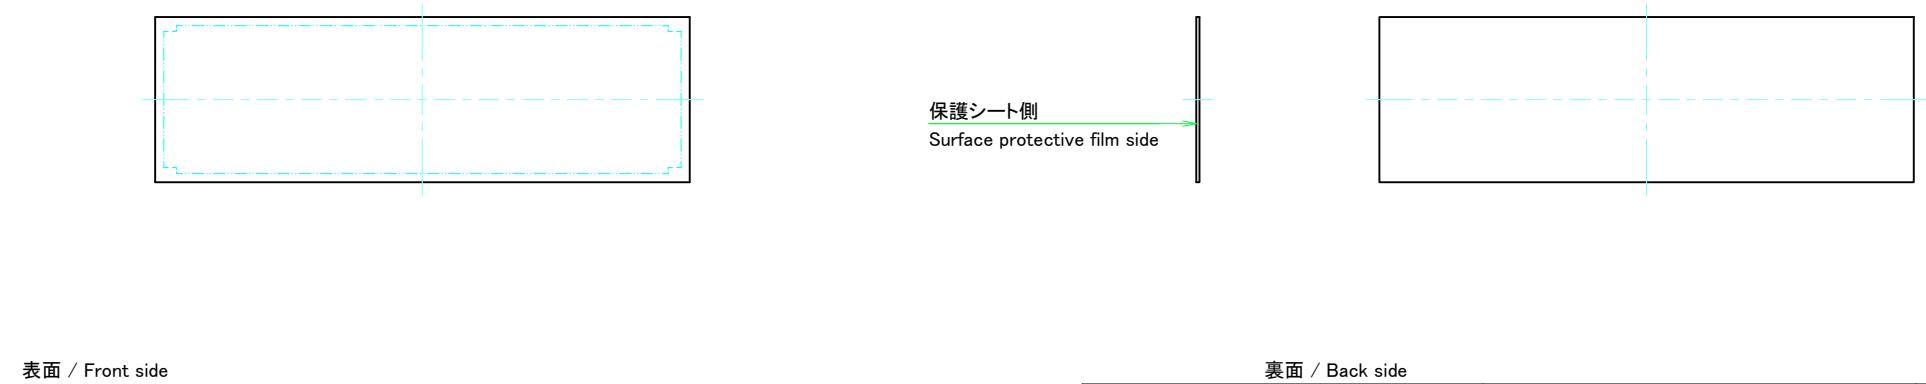 保護シート側
Surface protective film side
表面 / Front side
裏面 / Back side